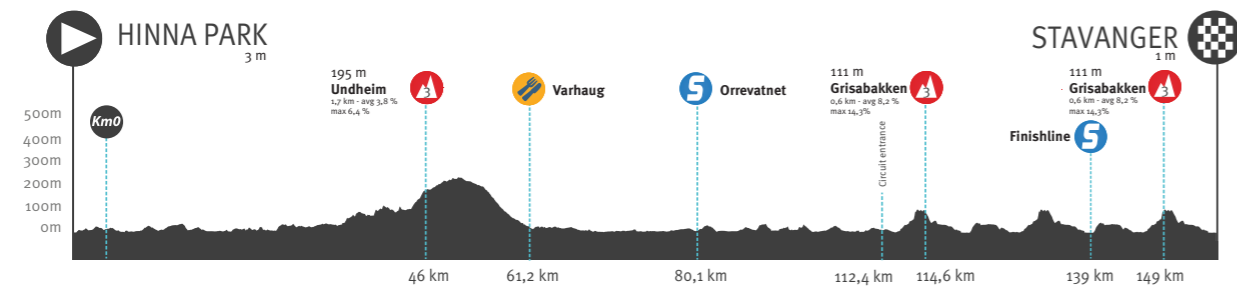 HINNA PARK
3 m
STAVANGER
1 m
195 m
Undheim
1,7 km - avg 3,8 %
max 6,4 %
3
Varhaug
S
Orrevatnet
111 m
Grisabakken
0,6 km - avg 8,2 %
max 14,3%
3
111 m
Grisabakken
0,6 km - avg 8,2 %
max 14,3%
3
Km0
Circuit entrance
Finishline
S
500m
400m
300m
200m
100m
0m
46 km
61,2 km
80,1 km
112,4 km
114,6 km
139 km
149 km